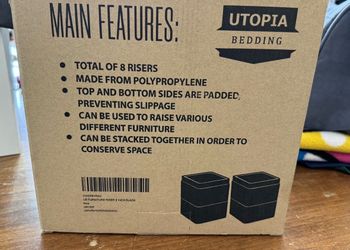 MAIN FEATURES:
UTOPIA
BEDDING
• TOTAL OF 8 RISERS
• MADE FROM POLYPROPYLENE
• TOP AND BOTTOM SIDES ARE PADDED,
PREVENTING SLIPPAGE
• CAN BE USED TO RAISE VARIOUS
DIFFERENT FURNITURE
• CAN BE STACKED TOGETHER IN ORDER TO
CONSERVE SPACE